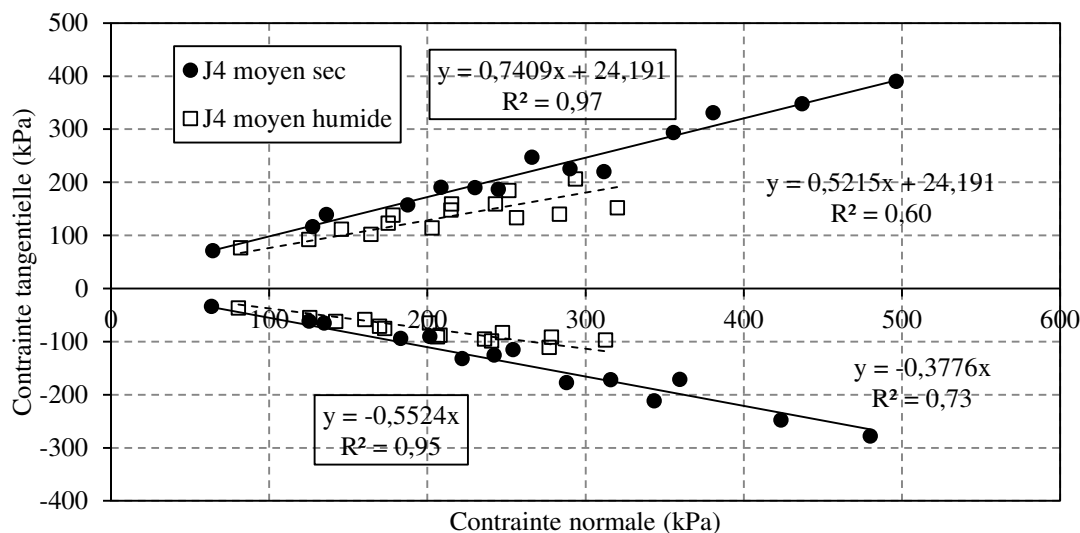 500
400
300
200
100
0
-100
-200
-300
-400
0 100 200 300 400 500 600
Contrainte tangentielle (kPa)
Contrainte normale (kPa)
J4 moyen sec
J4 moyen humide
y = 0,7409x + 24,191
R² = 0,97
y = 0,5215x + 24,191
R² = 0,60
y = -0,3776x
R² = 0,73
y = -0,5524x
R² = 0,95